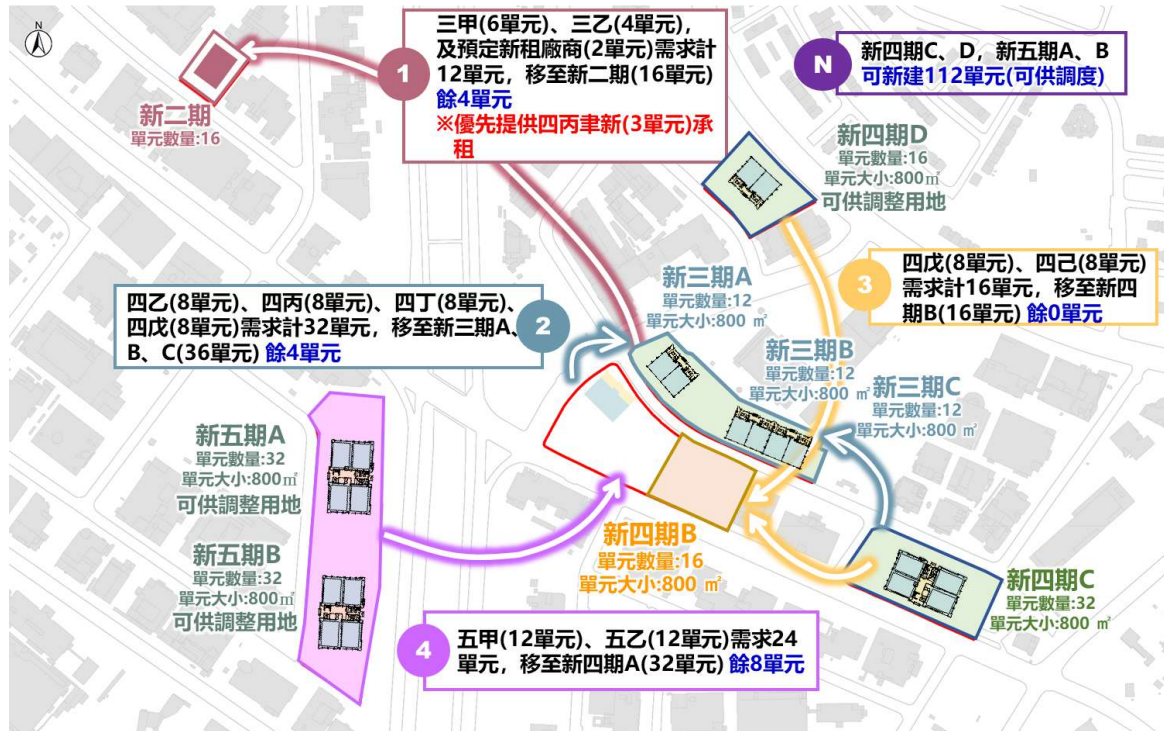 N
1
三甲(6單元)、三乙(4單元),
及預定新租廠商(2單元)需求計
12單元, 移至新二期(16單元)
餘4單元
※優先提供四丙聿新(3單元)承
租
N
新四期C、D, 新五期A、B
可新建112單元(可供調度)
新二期
單元數量:16
新四期D
單元數量:16
單元大小:800㎡
可供調整用地
3
四戊(8單元)、四己(8單元)
需求計16單元, 移至新四
期B(16單元) 餘0單元
2
四乙(8單元)、四丙(8單元)、四丁(8單元)、
四戊(8單元)需求計32單元, 移至新三期A、
B、C(36單元) 餘4單元
新三期A
單元數量:12
單元大小:800 ㎡
新三期B
單元數量:12
單元大小:800 ㎡
新三期C
單元數量:12
單元大小:800 ㎡
新五期A
單元數量:32
單元大小:800㎡
可供調整用地
新五期B
單元數量:32
單元大小:800㎡
可供調整用地
新四期B
單元數量:16
單元大小:800 ㎡
新四期C
單元數量:32
單元大小:800 ㎡
4
五甲(12單元)、五乙(12單元)需求24
單元, 移至新四期A(32單元) 餘8單元